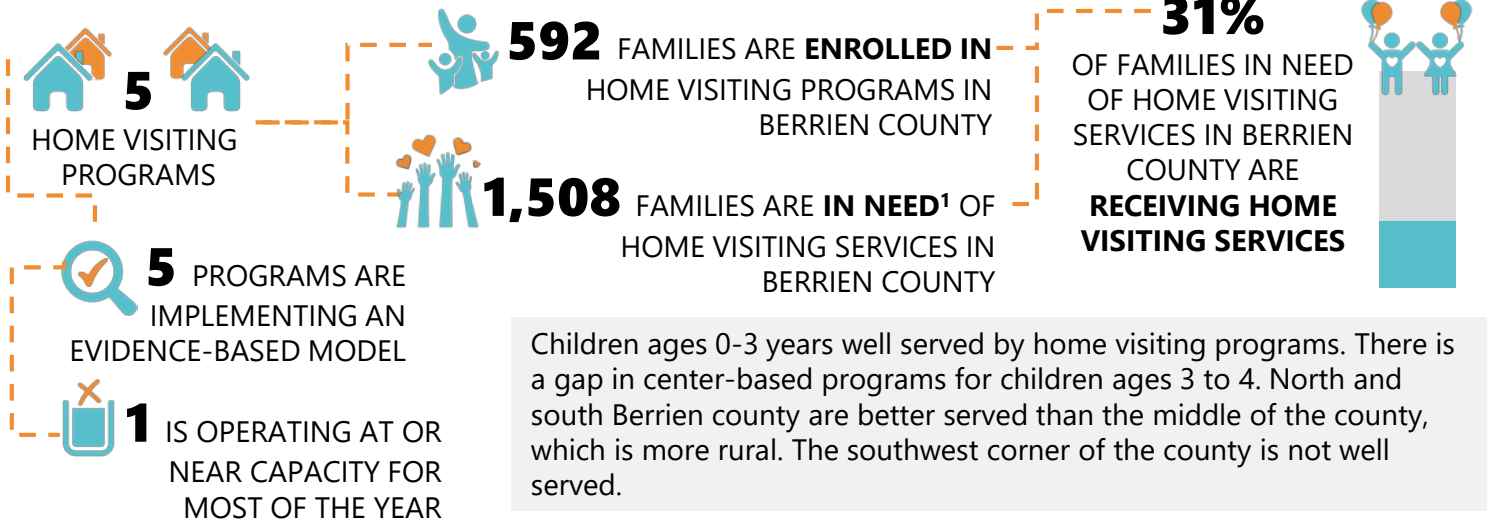 5
HOME VISITING
PROGRAMS
5 PROGRAMS ARE
IMPLEMENTING AN
EVIDENCE-BASED MODEL
1 IS OPERATING AT OR
NEAR CAPACITY FOR
MOST OF THE YEAR
592 FAMILIES ARE ENROLLED IN
HOME VISITING PROGRAMS IN
BERRIEN COUNTY
1,508 FAMILIES ARE IN NEED¹ OF
HOME VISITING SERVICES IN
BERRIEN COUNTY
31%
OF FAMILIES IN NEED
OF HOME VISITING
SERVICES IN BERRIEN
COUNTY ARE
RECEIVING HOME
VISITING SERVICES
Children ages 0-3 years well served by home visiting programs. There is
a gap in center-based programs for children ages 3 to 4. North and
south Berrien county are better served than the middle of the county,
which is more rural. The southwest corner of the county is not well
served.